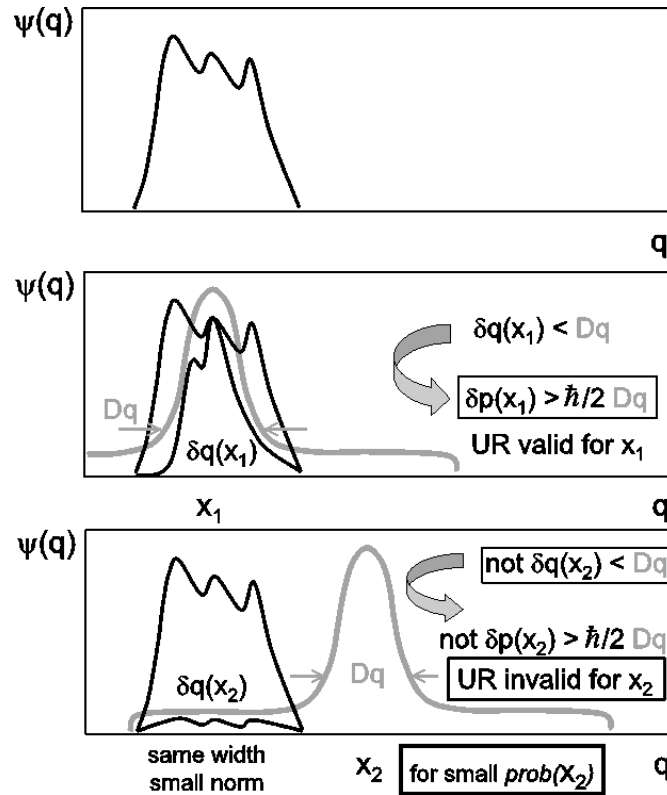 ψ(q)
q
ψ(q)
δq(x₁) < Dq
Dq
δp(x₁) > ℏ/2 Dq
δq(x₁)
UR valid for x₁
x₁
q
ψ(q)
not δq(x₂) < Dq
not δp(x₂) > ℏ/2 Dq
δq(x₂)
Dq
UR invalid for x₂
same width
small norm
x₂
for small prob(x₂)
q